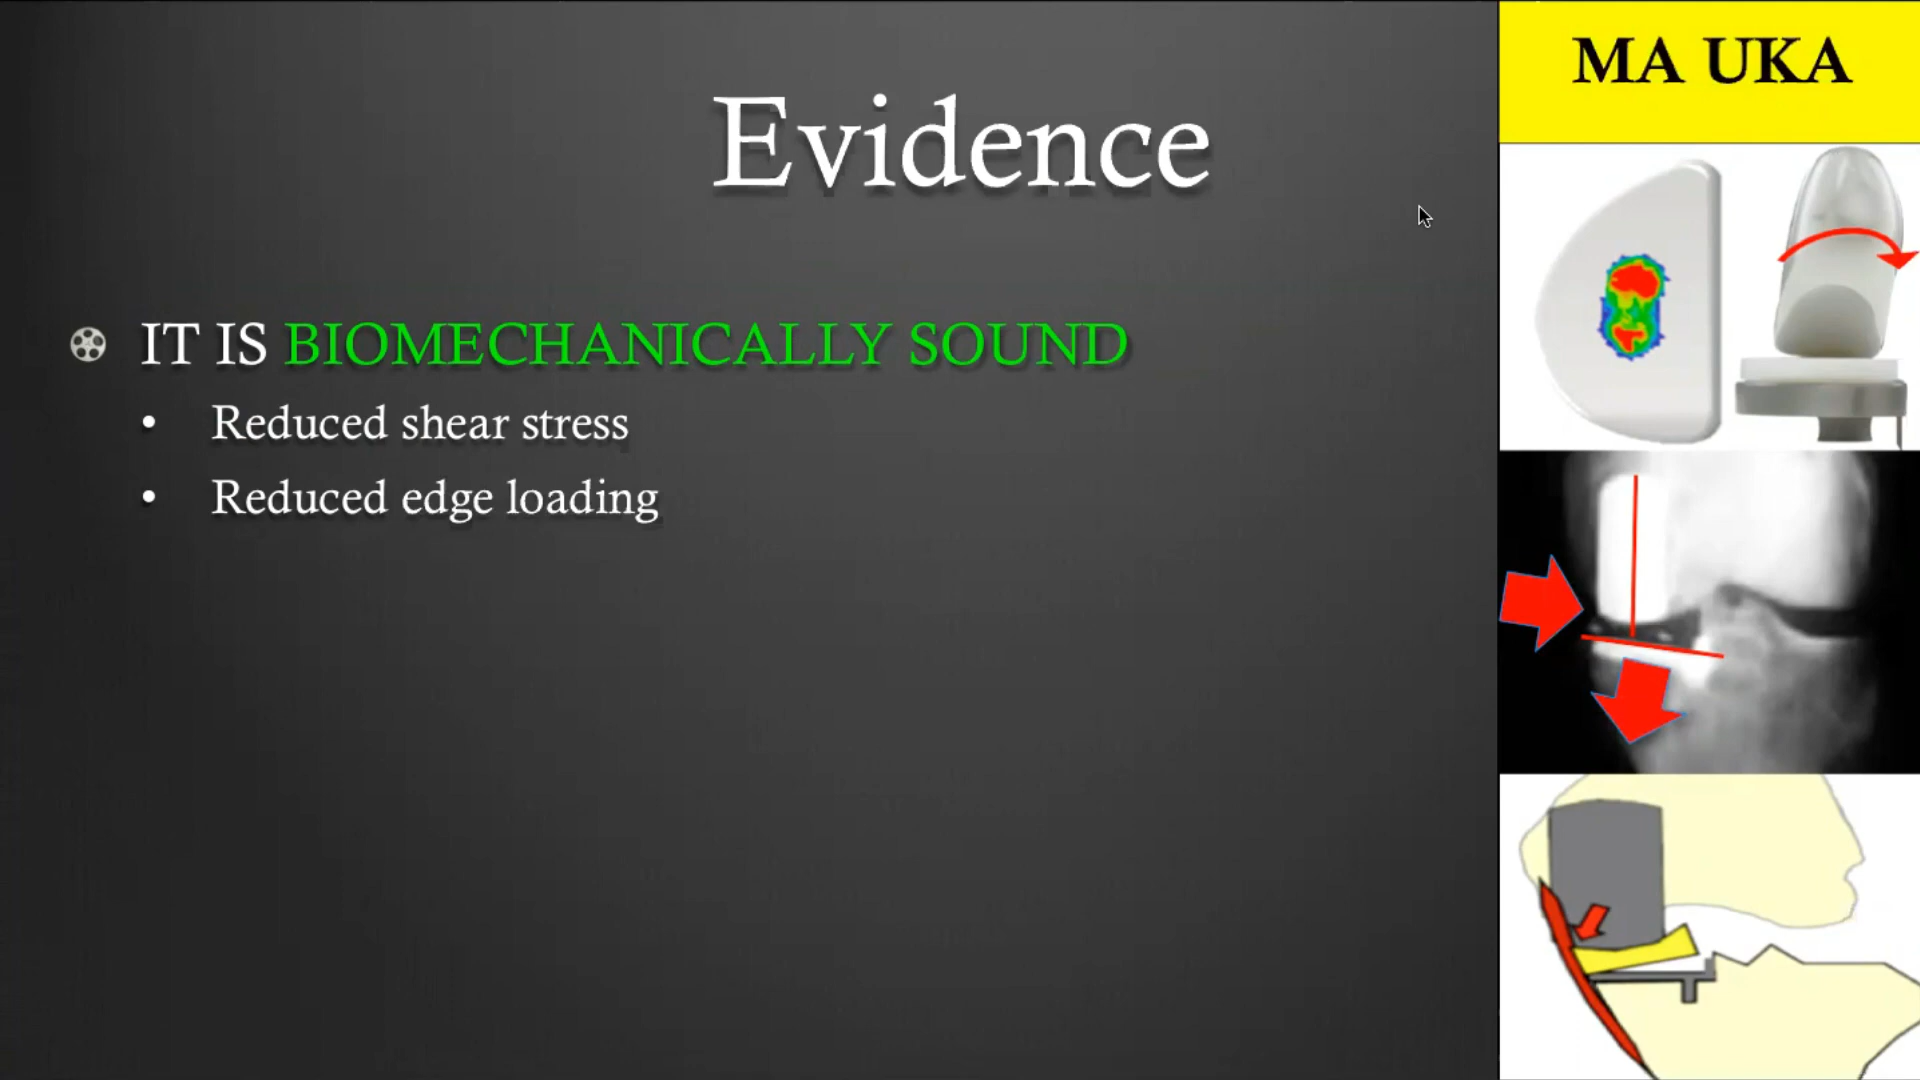 Evidence
MA UKA
IT IS BIOMECHANICALLY SOUND
• Reduced shear stress
• Reduced edge loading